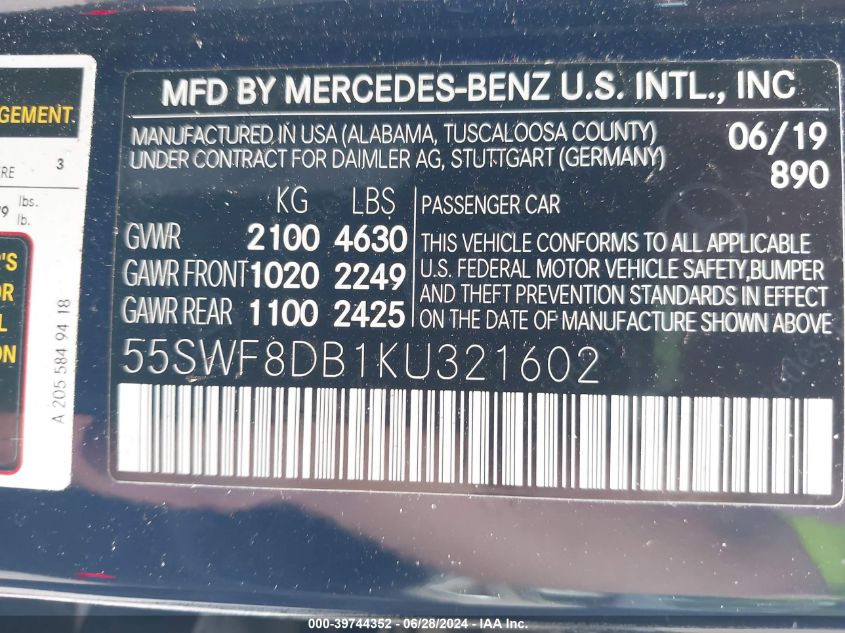 GEMENT.
RE 3
9 lbs.
lb.
'S
OR
L
ON
A 205 584 94 18
MFD BY MERCEDES-BENZ U.S. INTL., INC
MANUFACTURED IN USA (ALABAMA, TUSCALOOSA COUNTY) 06/19
UNDER CONTRACT FOR DAIMLER AG, STUTTGART (GERMANY) 890
KG LBS PASSENGER CAR
GVWR 2100 4630 THIS VEHICLE CONFORMS TO ALL APPLICABLE
GAWR FRONT 1020 2249 U.S. FEDERAL MOTOR VEHICLE SAFETY,BUMPER
GAWR REAR 1100 2425 AND THEFT PREVENTION STANDARDS IN EFFECT
ON THE DATE OF MANUFACTURE SHOWN ABOVE
55SWF8DB1KU321602
000-39744352 - 06/28/2024 - IAA Inc.